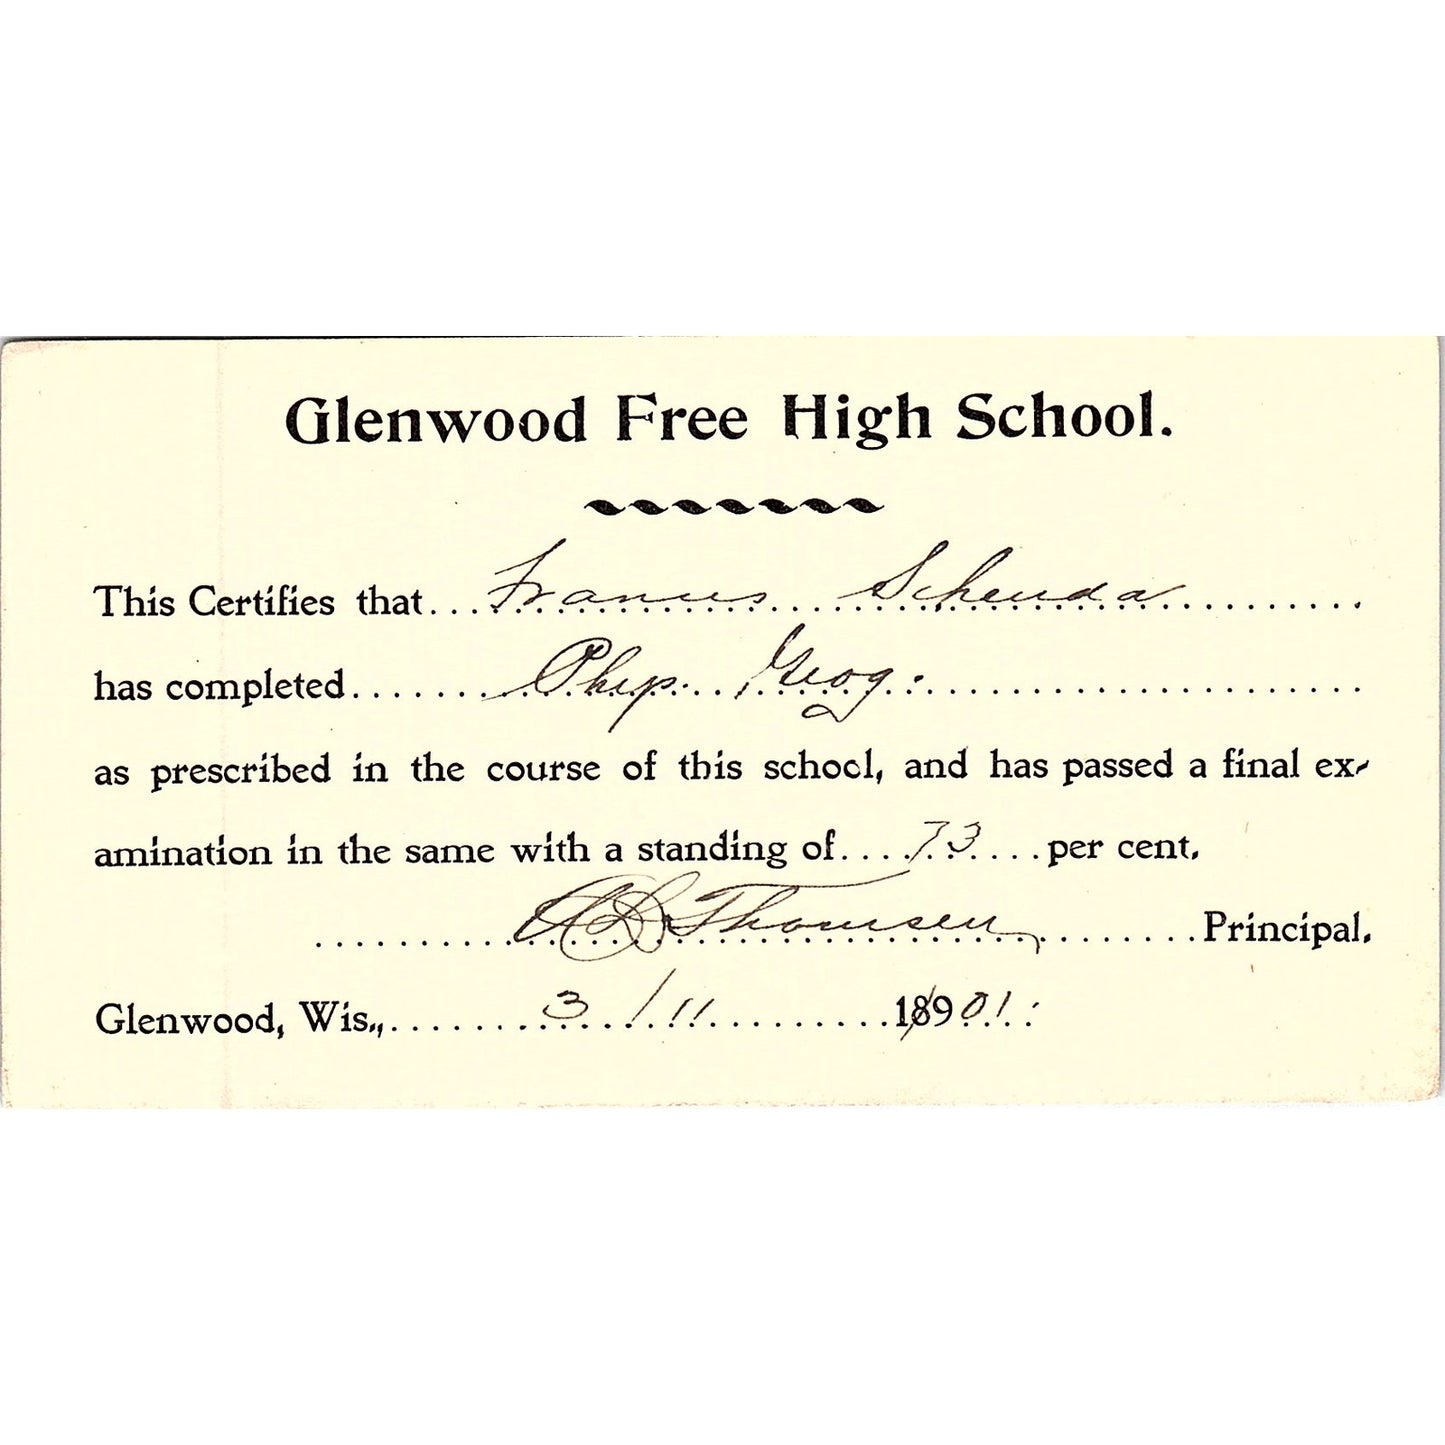 Glenwood Free High School.
This Certifies that Francis Schenda
has completed Phys. Geog.
as prescribed in the course of this school, and has passed a final ex-
amination in the same with a standing of 73 per cent.
A D Thomsen Principal.
Glenwood, Wis., 3/11 1901